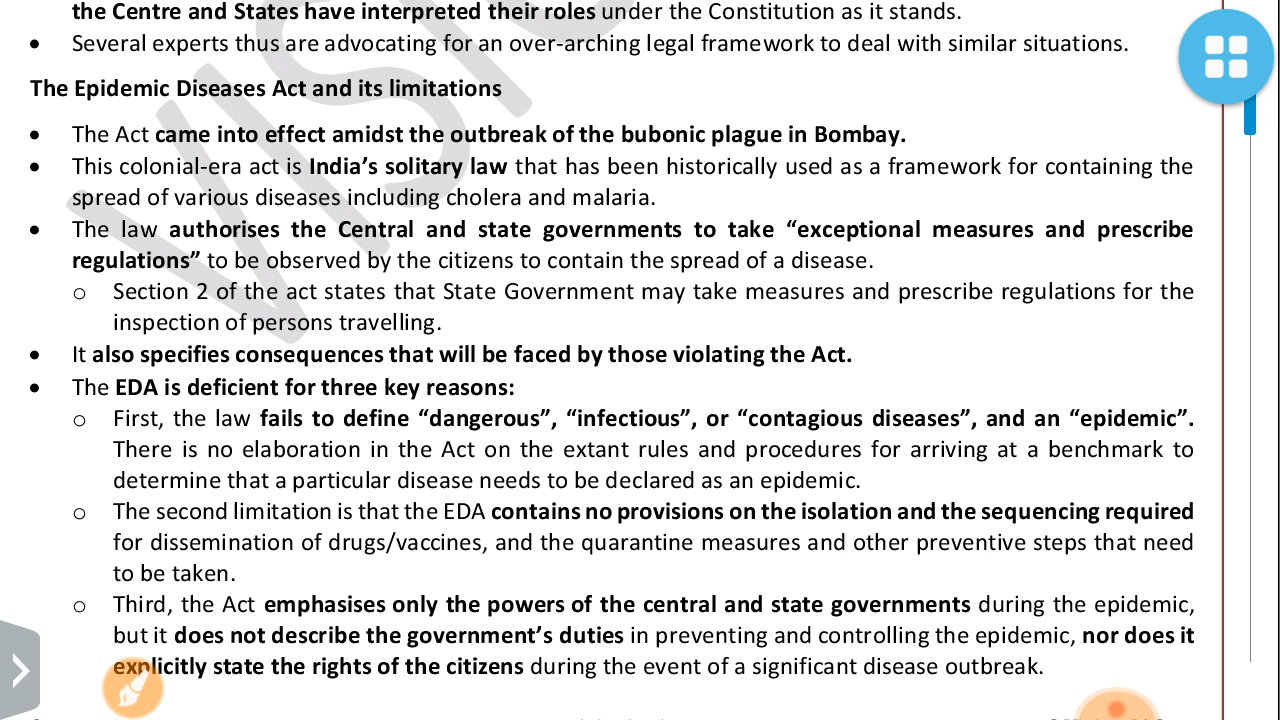 the Centre and States have interpreted their roles under the Constitution as it stands.
• Several experts thus are advocating for an over-arching legal framework to deal with similar situations.
The Epidemic Diseases Act and its limitations
• The Act came into effect amidst the outbreak of the bubonic plague in Bombay.
• This colonial-era act is India’s solitary law that has been historically used as a framework for containing the
spread of various diseases including cholera and malaria.
• The law authorises the Central and state governments to take “exceptional measures and prescribe
regulations” to be observed by the citizens to contain the spread of a disease.
o Section 2 of the act states that State Government may take measures and prescribe regulations for the
inspection of persons travelling.
• It also specifies consequences that will be faced by those violating the Act.
• The EDA is deficient for three key reasons:
o First, the law fails to define “dangerous”, “infectious”, or “contagious diseases”, and an “epidemic”.
There is no elaboration in the Act on the extant rules and procedures for arriving at a benchmark to
determine that a particular disease needs to be declared as an epidemic.
o The second limitation is that the EDA contains no provisions on the isolation and the sequencing required
for dissemination of drugs/vaccines, and the quarantine measures and other preventive steps that need
to be taken.
o Third, the Act emphasises only the powers of the central and state governments during the epidemic,
but it does not describe the government’s duties in preventing and controlling the epidemic, nor does it
explicitly state the rights of the citizens during the event of a significant disease outbreak.